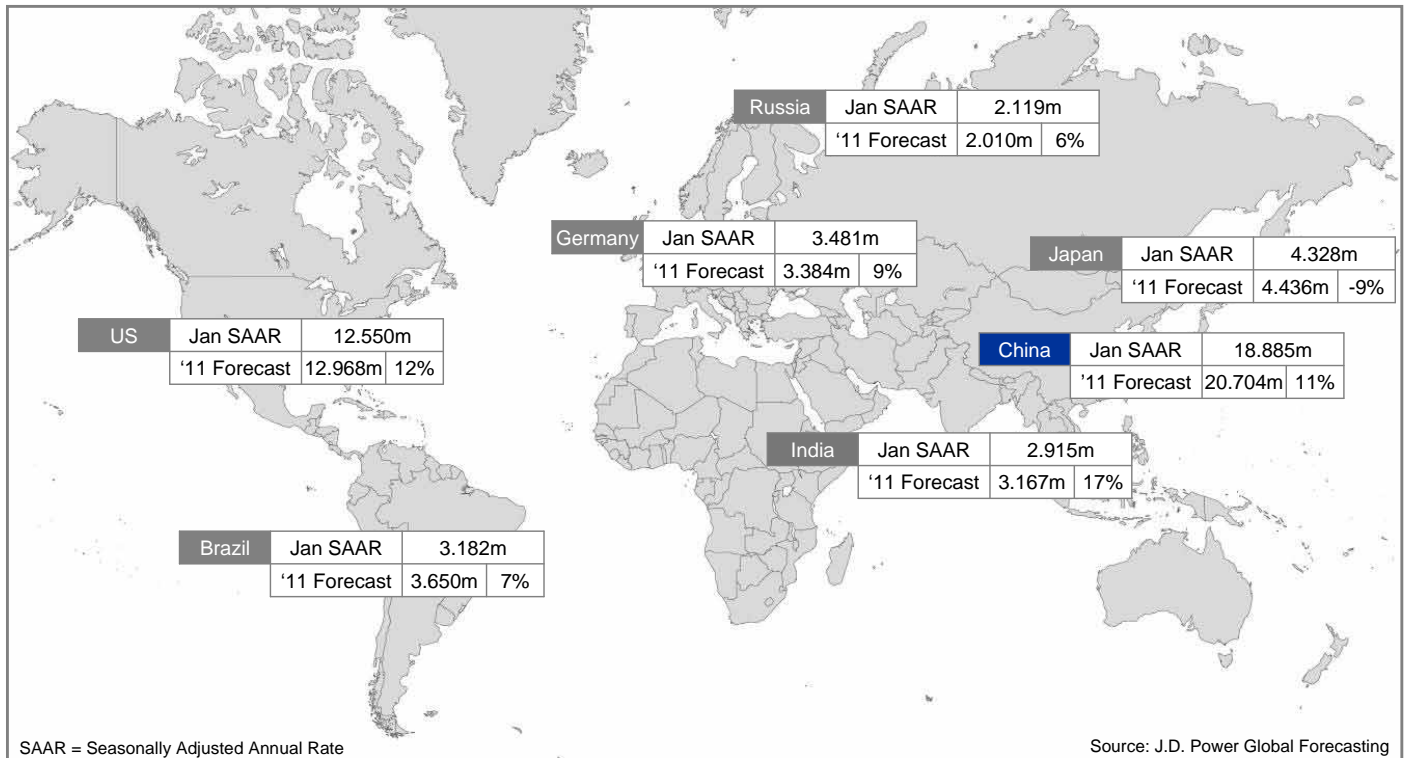 Russia Jan SAAR 2.119m
‘11 Forecast 2.010m 6%
Germany Jan SAAR 3.481m
‘11 Forecast 3.384m 9%
Japan Jan SAAR 4.328m
‘11 Forecast 4.436m -9%
US Jan SAAR 12.550m
‘11 Forecast 12.968m 12%
China Jan SAAR 18.885m
’11 Forecast 20.704m 11%
India Jan SAAR 2.915m
‘11 Forecast 3.167m 17%
Brazil Jan SAAR 3.182m
‘11 Forecast 3.650m 7%
SAAR = Seasonally Adjusted Annual Rate
Source: J.D. Power Global Forecasting